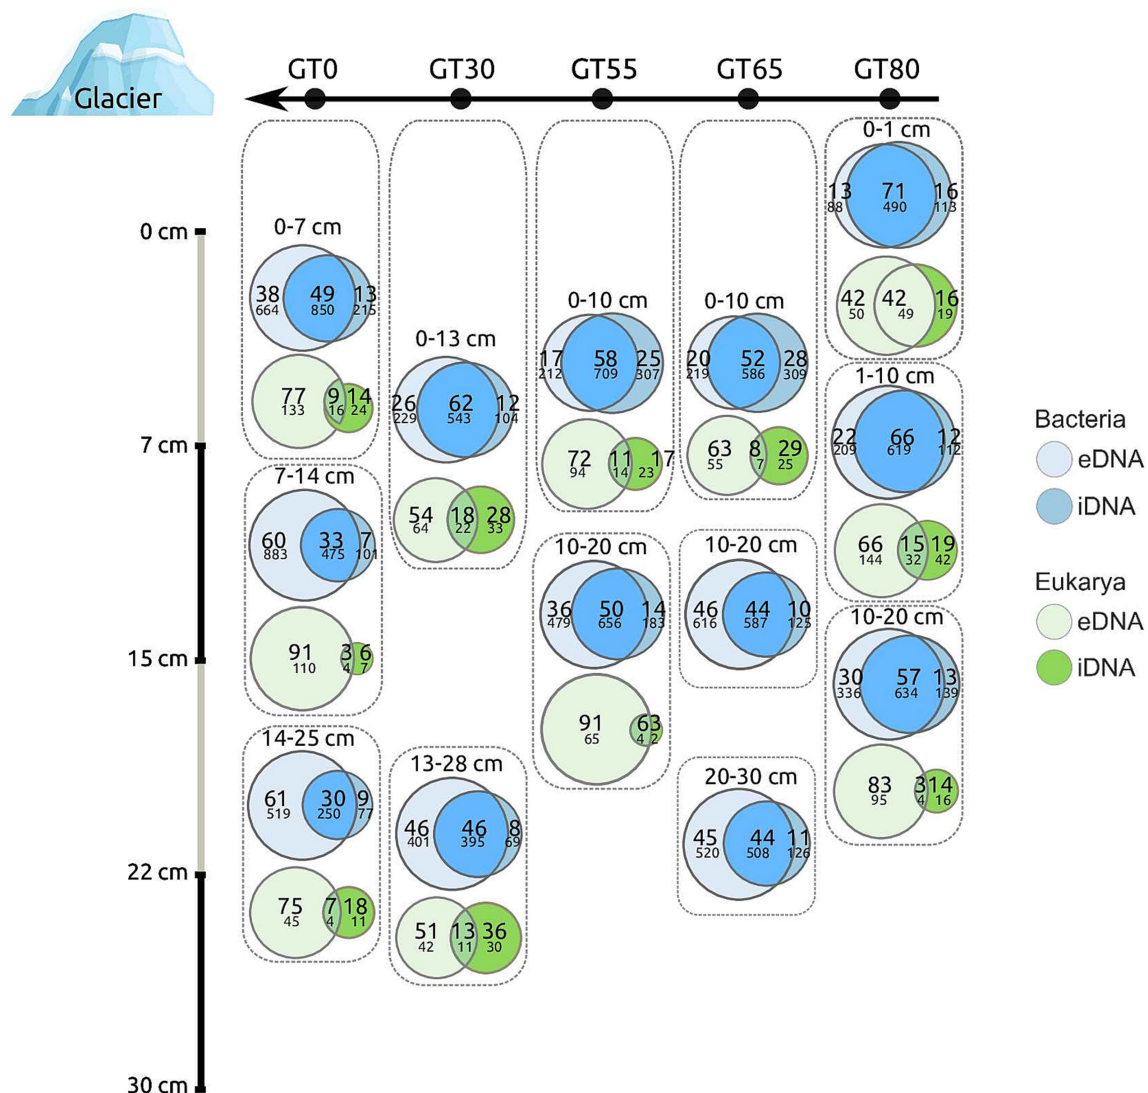 Glacier
GT0 GT30 GT55 GT65 GT80
0 cm
7 cm
15 cm
22 cm
30 cm
0-7 cm
38 49 13
664 850 215
77 9 14
133 16 24
7-14 cm
60 33 7
883 475 101
91 3 6
110 4 7
14-25 cm
61 30 9
519 250 77
75 7 18
45 4 11
0-13 cm
26 62 12
229 543 104
54 18 28
64 22 33
13-28 cm
46 46 8
401 395 69
51 13 36
42 11 30
0-10 cm
17 58 25
212 709 307
72 11 17
94 14 23
10-20 cm
36 50 14
479 656 183
91 6 3
65 4 2
0-10 cm
20 52 28
219 586 309
63 8 29
55 7 25
10-20 cm
46 44 10
616 587 125
20-30 cm
45 44 11
520 508 126
0-1 cm
13 71 16
88 490 113
42 42 16
50 49 19
1-10 cm
22 66 12
209 619 112
66 15 19
144 32 42
10-20 cm
30 57 13
336 634 139
83 3 14
95 4 16
Bacteria
eDNA
iDNA
Eukarya
eDNA
iDNA